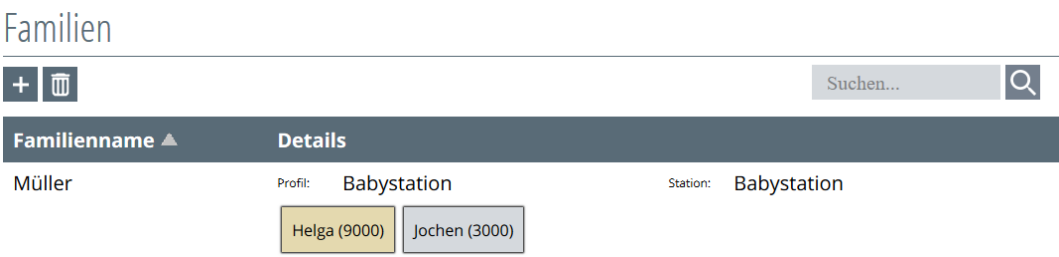 Familien
Suchen...
Familienname Details
Müller Profil: Babystation Station: Babystation
Helga (9000) Jochen (3000)